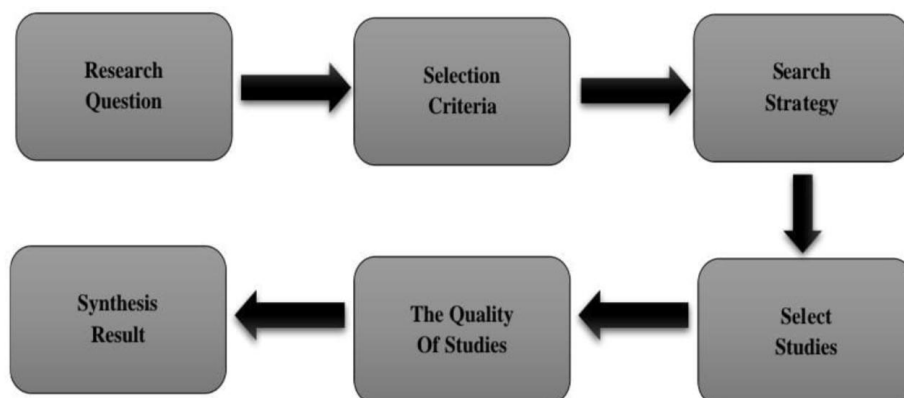 Research
Question
Selection
Criteria
Search
Strategy
Select
Studies
The Quality
Of Studies
Synthesis
Result